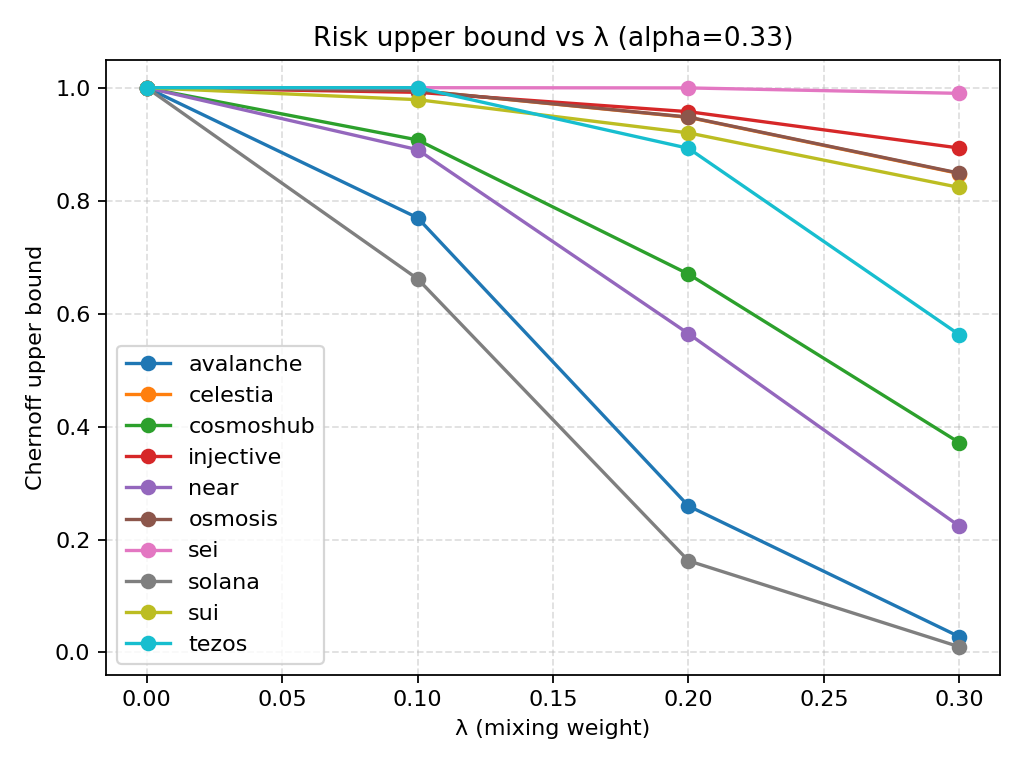 Risk upper bound vs λ (alpha=0.33)
Chernoff upper bound
1.0
0.8
0.6
0.4
0.2
0.0
avalanche
celestia
cosmoshub
injective
near
osmosis
sei
solana
sui
tezos
0.00 0.05 0.10 0.15 0.20 0.25 0.30
λ (mixing weight)